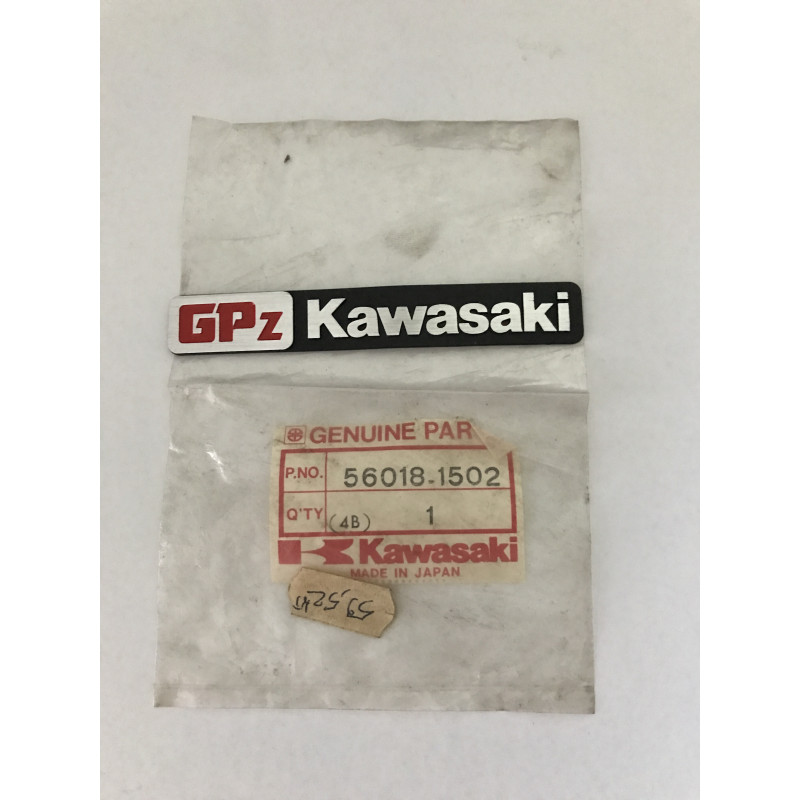 GPz Kawasaki
GENUINE PAR
P.NO. 56018-1502
Q'TY (4B) 1
Kawasaki
MADE IN JAPAN
59,52